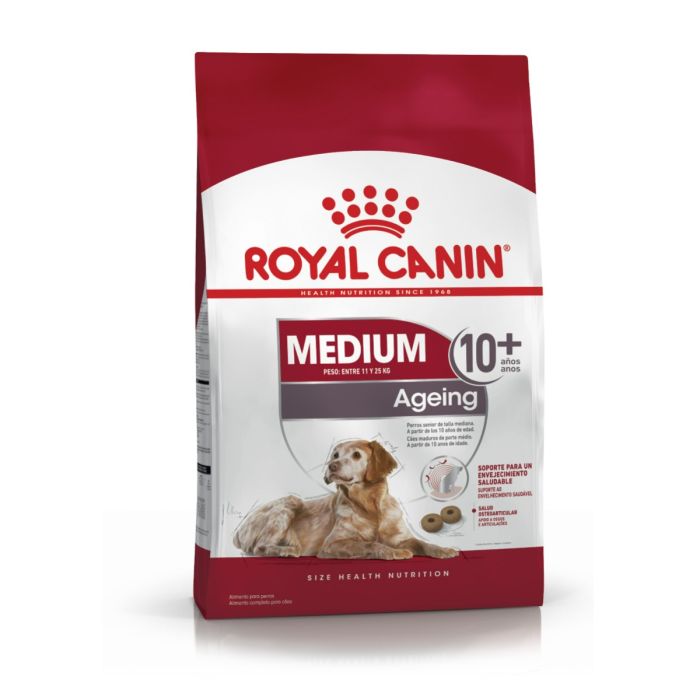 ROYAL CANIN®
HEALTH NUTRITION SINCE 1968
MEDIUM
PESO: ENTRE 11 Y 25 KG
10+
años
anos
Ageing
Perros senior de talla mediana.
A partir de los 10 años de edad.
Cães maduros de porte médio.
A partir de 10 anos de idade.
SOPORTE PARA UN
ENVEJECIMIENTO
SALUDABLE
SUPORTE AO
ENVELHECIMENTO SAUDÁVEL
• SALUD
OSTEOARTICULAR
APOIO A OSSOS
E ARTICULAÇÕES
SIZE HEALTH NUTRITION
Alimento para perros
Alimento completo para cães